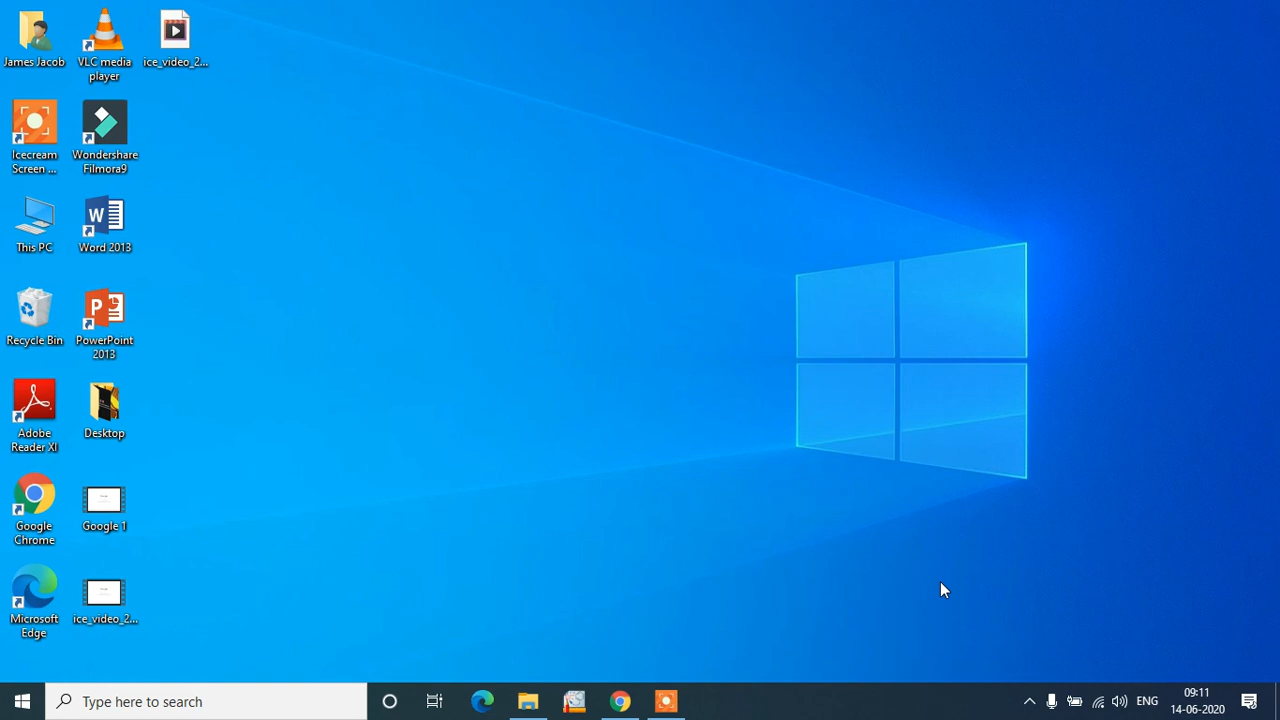 James Jacob
VLC media
player
ice_video_2...
Icecream
Screen ...
Wondershare
Filmora9
This PC
W
Word 2013
Recycle Bin
P
PowerPoint
2013
Adobe
Reader XI
Desktop
Google
Chrome
Google 1
Microsoft
Edge
ice_video_2...
Type here to search
ENG
09:11
14-06-2020